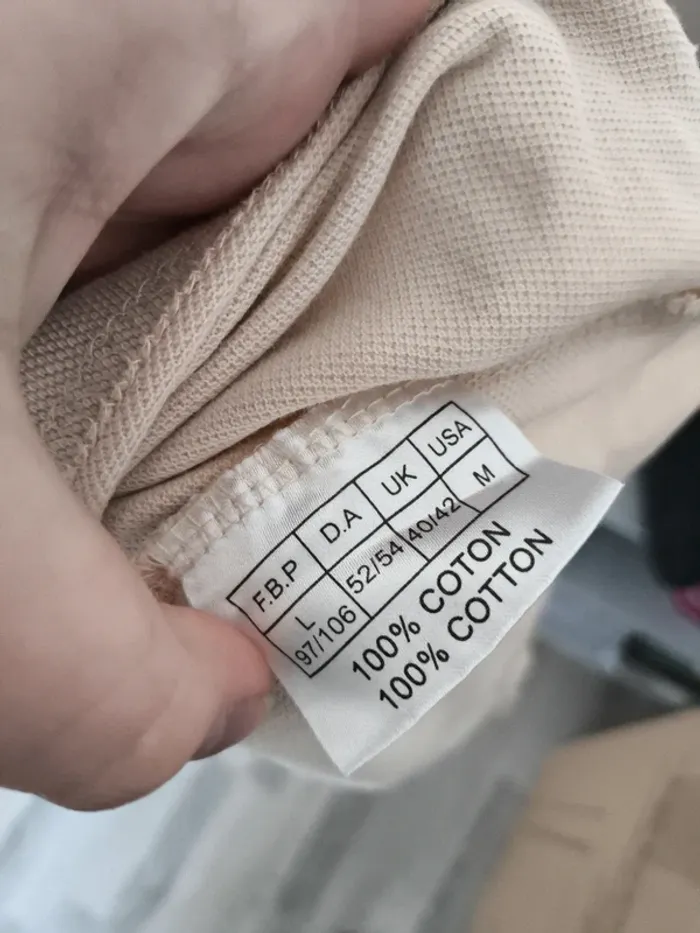 F.B.P D.A UK USA
L 97/106 52/54 40/42 M
100% COTON
100% COTTON